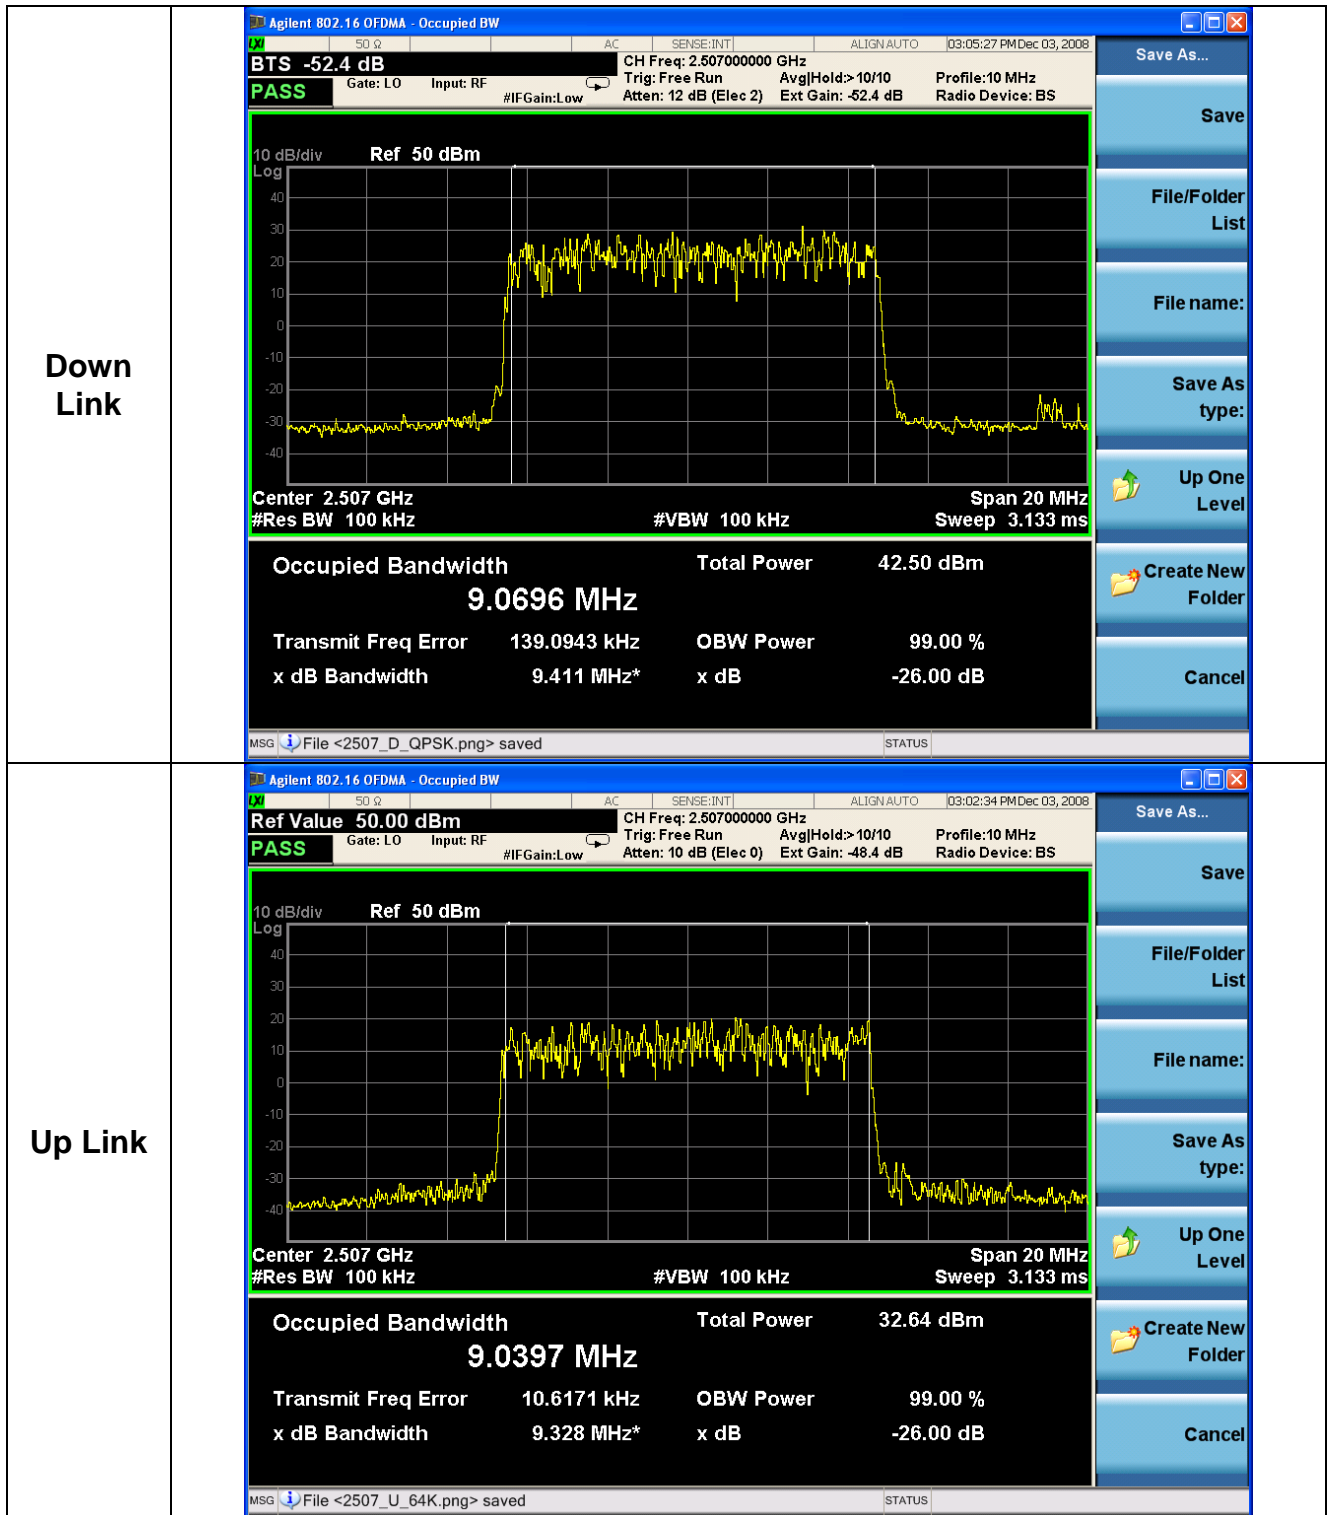 Down
Link
Agilent 802.16 OFDMA - Occupied BW
LXI 50 Ω AC SENSE:INT ALIGN AUTO 03:05:27 PM Dec 03, 2008
BTS -52.4 dB
CH Freq: 2.507000000 GHz
PASS Gate: LO Input: RF Trig: Free Run Avg|Hold:> 10/10 Profile:10 MHz
#IFGain:Low Atten: 12 dB (Elec 2) Ext Gain: -52.4 dB Radio Device: BS
10 dB/div Ref 50 dBm
Log
40
30
20
10
0
-10
-20
-30
-40
Center 2.507 GHz Span 20 MHz
#Res BW 100 kHz #VBW 100 kHz Sweep 3.133 ms
Occupied Bandwidth Total Power 42.50 dBm
9.0696 MHz
Transmit Freq Error 139.0943 kHz OBW Power 99.00 %
x dB Bandwidth 9.411 MHz* x dB -26.00 dB
MSG File <2507_D_QPSK.png> saved STATUS
Save As...
Save
File/Folder
List
File name:
Save As
type:
Up One
Level
Create New
Folder
Cancel
Up Link
Agilent 802.16 OFDMA - Occupied BW
LXI 50 Ω AC SENSE:INT ALIGN AUTO 03:02:34 PM Dec 03, 2008
Ref Value 50.00 dBm
CH Freq: 2.507000000 GHz
PASS Gate: LO Input: RF Trig: Free Run Avg|Hold:> 10/10 Profile:10 MHz
#IFGain:Low Atten: 10 dB (Elec 0) Ext Gain: -48.4 dB Radio Device: BS
10 dB/div Ref 50 dBm
Log
40
30
20
10
0
-10
-20
-30
-40
Center 2.507 GHz Span 20 MHz
#Res BW 100 kHz #VBW 100 kHz Sweep 3.133 ms
Occupied Bandwidth Total Power 32.64 dBm
9.0397 MHz
Transmit Freq Error 10.6171 kHz OBW Power 99.00 %
x dB Bandwidth 9.328 MHz* x dB -26.00 dB
MSG File <2507_U_64K.png> saved STATUS
Save As...
Save
File/Folder
List
File name:
Save As
type:
Up One
Level
Create New
Folder
Cancel